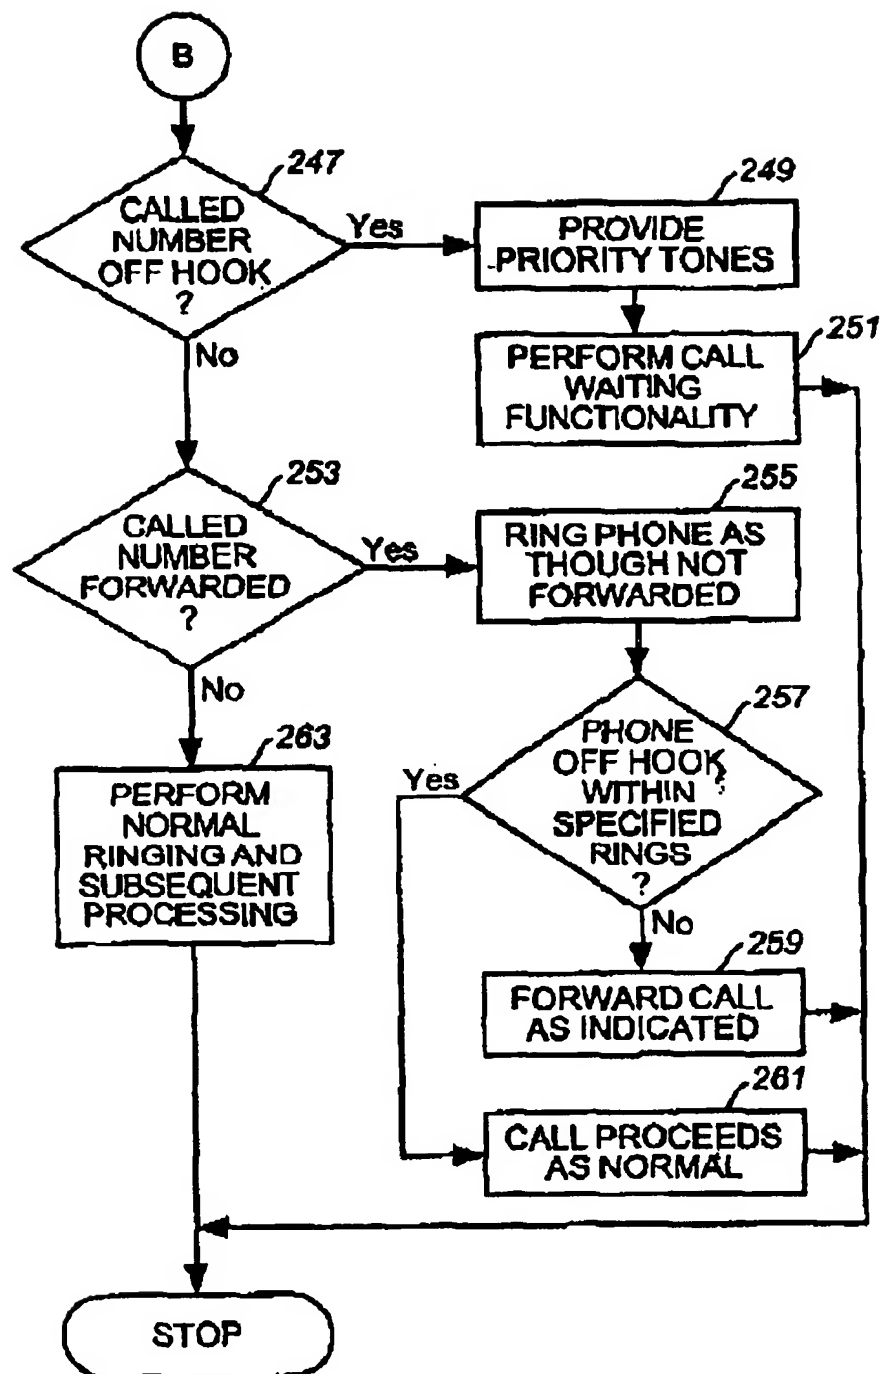 B
247
CALLED
NUMBER
OFF HOOK
?
Yes
No
249
PROVIDE
PRIORITY TONES
251
PERFORM CALL
WAITING
FUNCTIONALITY
253
CALLED
NUMBER
FORWARDED
?
Yes
No
255
RING PHONE AS
THOUGH NOT
FORWARDED
257
PHONE
OFF HOOK
WITHIN
SPECIFIED
RINGS
?
Yes
No
263
PERFORM
NORMAL
RINGING AND
SUBSEQUENT
PROCESSING
259
FORWARD CALL
AS INDICATED
261
CALL PROCEEDS
AS NORMAL
STOP